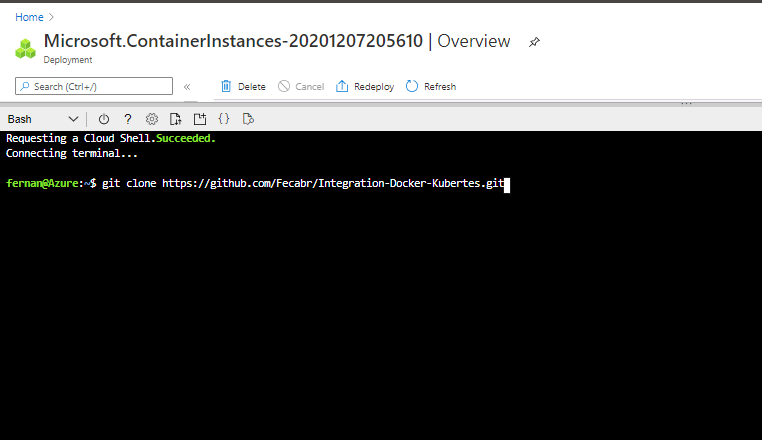 Home >
Microsoft.ContainerInstances-20201207205610 | Overview
Deployment
Search (Ctrl+/) « Delete Cancel Redeploy Refresh
Bash ? {}
Requesting a Cloud Shell.Succeeded.
Connecting terminal...
fernan@Azure:~$ git clone https://github.com/Fecabr/Integration-Docker-Kubertes.git